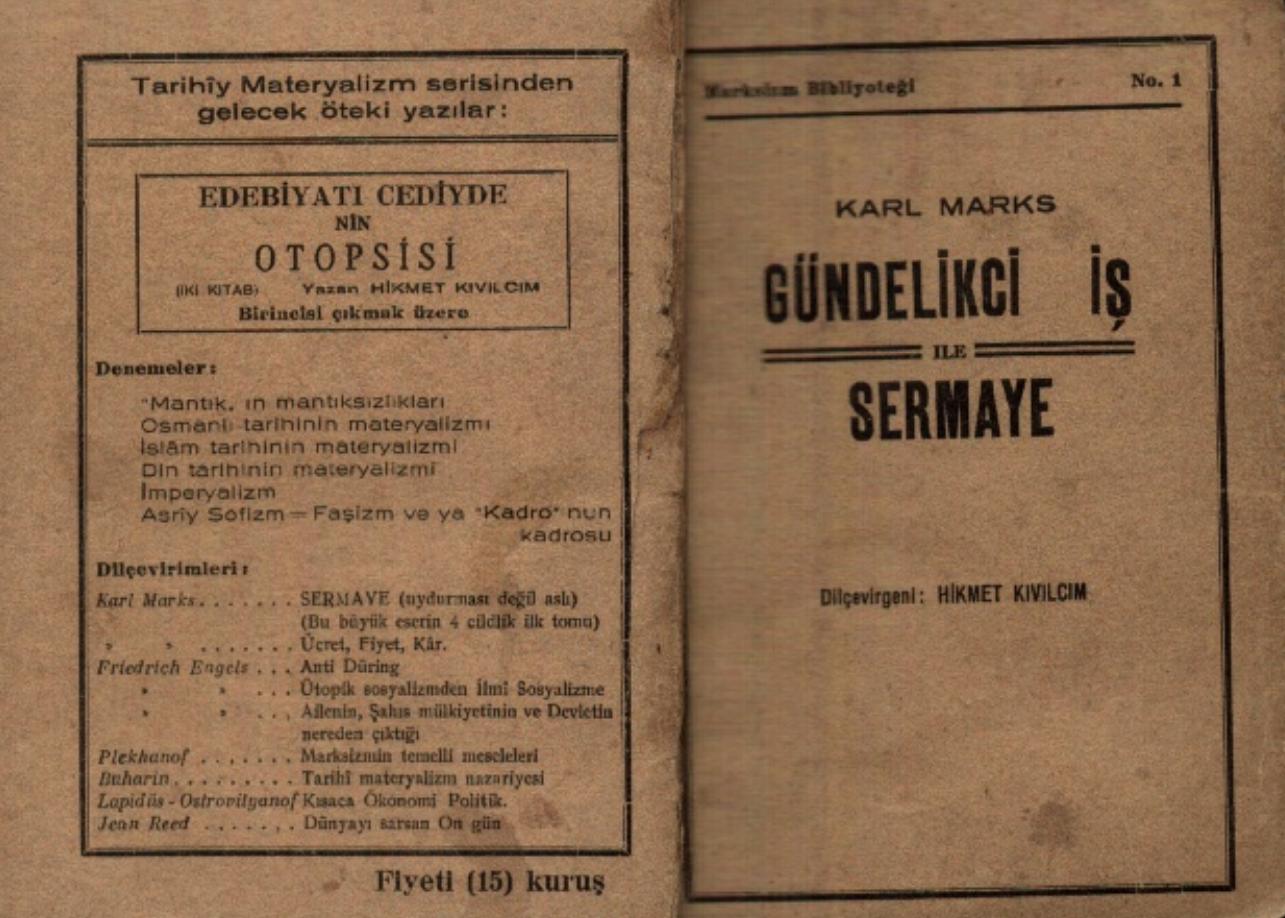 Tarihîy Materyalizm serisinden
gelecek öteki yazılar:
EDEBİYATI CEDİYDE
NİN
OTOPSİSİ
(İKİ KİTAB) Yazan HİKMET KIVILCIM
Birincisi çıkmak üzere
Denemeler:
"Mantık" ın mantıksızlıkları
Osmanlı tarihinin materyalizmi
İslâm tarihinin materyalizmi
Din tarihinin materyalizmi
İmperyalizm
Asrîy Sofizm — Faşizm ve ya "Kadro" nun
kadrosu
Dilçevirimleri:
Karl Marks. . . . . . . SERMAYE (uydurması değil aslı)
(Bu büyük eserin 4 cildlik ilk tomu)
" " . . . . . . . Ücret, Fiyet, Kâr.
Friedrich Engels . . . Anti Düring
" " . . . Ütopik sosyalizmden İlmî Sosyalizme
" " . . . Ailenin, Şahıs mülkiyetinin ve Devletin
nereden çıktığı
Plekhanof . . . . . . . Marksizmin temelli meseleleri
Buharin. . . . . . . . . Tarihî materyalizm nazariyesi
Lapidüs - Ostrovilyanof Kısaca Ökonomi Politik.
Jean Reed . . . . . . . Dünyayı sarsan On gün
Fiyeti (15) kuruş
Marksizm Bibliyoteği No. 1
KARL MARKS
GÜNDELİKCİ İŞ
İLE
SERMAYE
Dilçevirgeni: HİKMET KIVILCIM